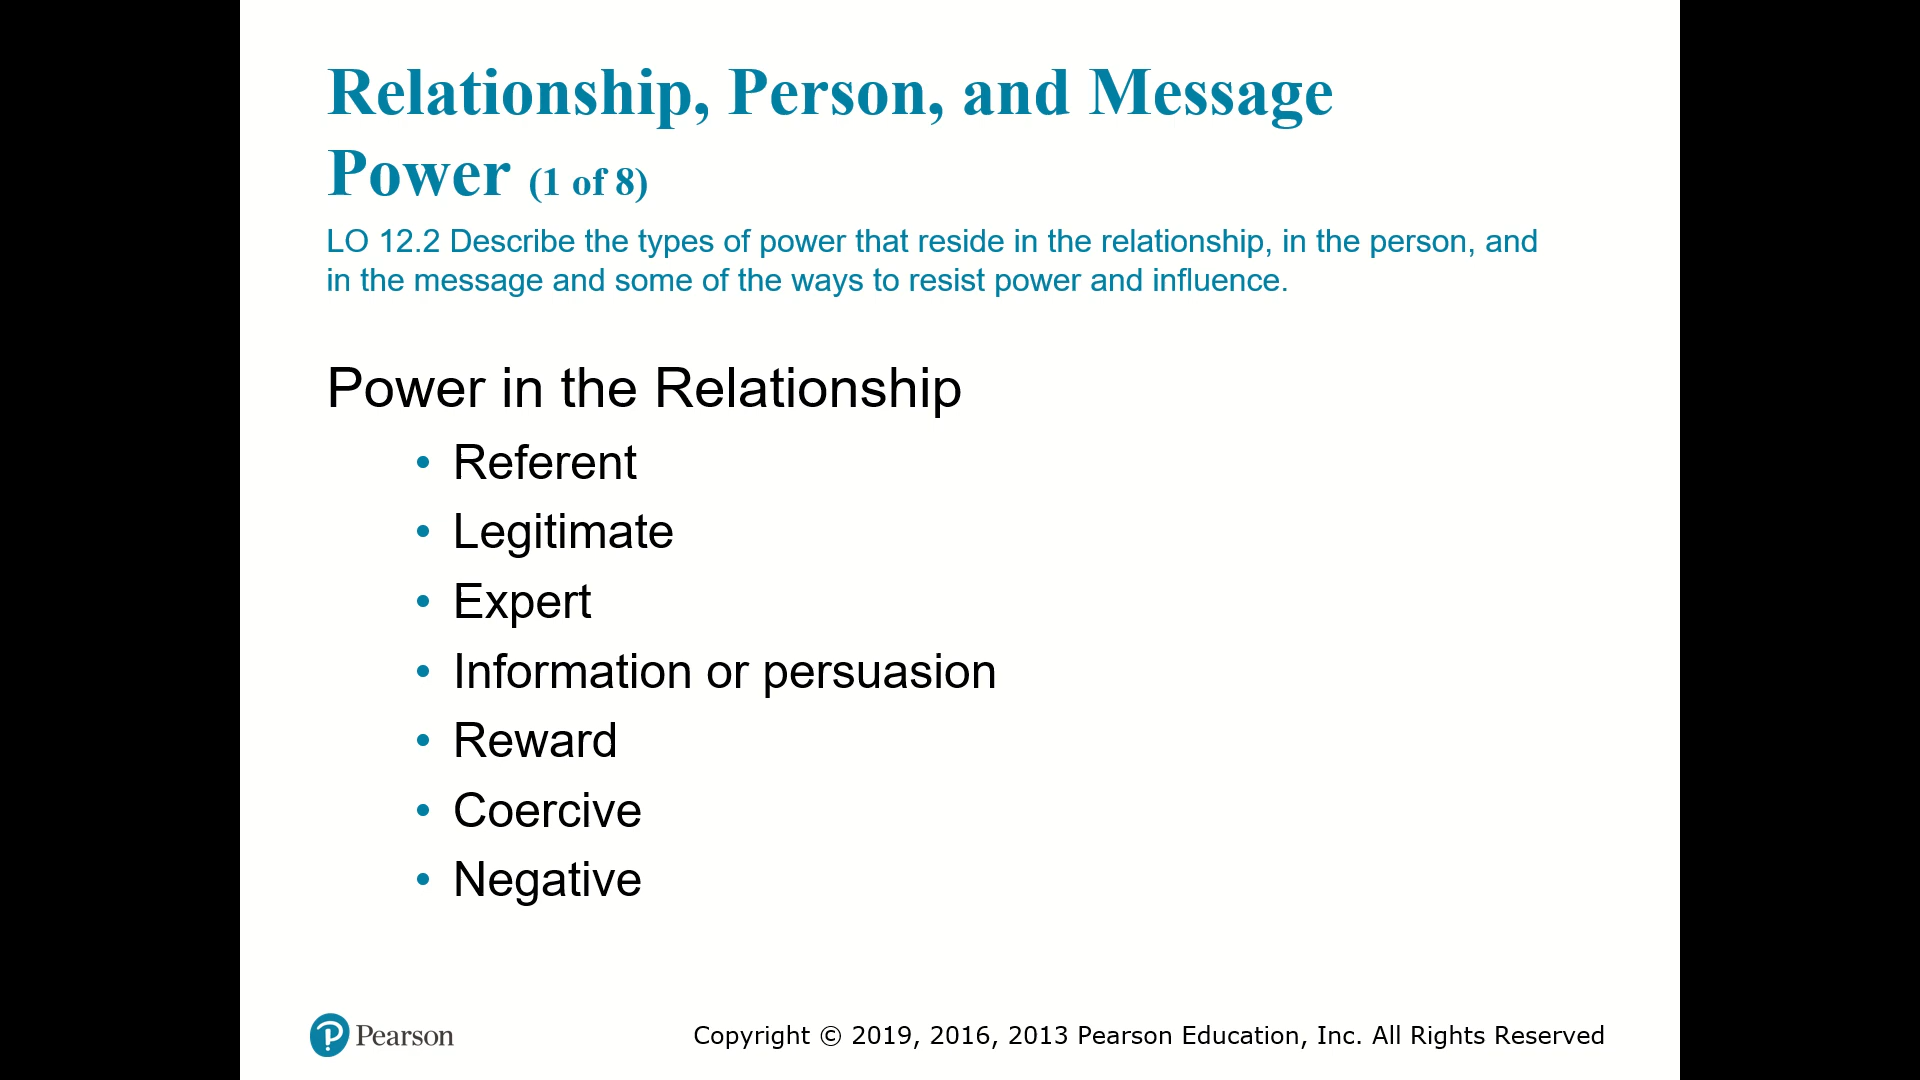 Relationship, Person, and Message
Power (1 of 8)
LO 12.2 Describe the types of power that reside in the relationship, in the person, and
in the message and some of the ways to resist power and influence.
Power in the Relationship
• Referent
• Legitimate
• Expert
• Information or persuasion
• Reward
• Coercive
• Negative
Pearson
Copyright © 2019, 2016, 2013 Pearson Education, Inc. All Rights Reserved